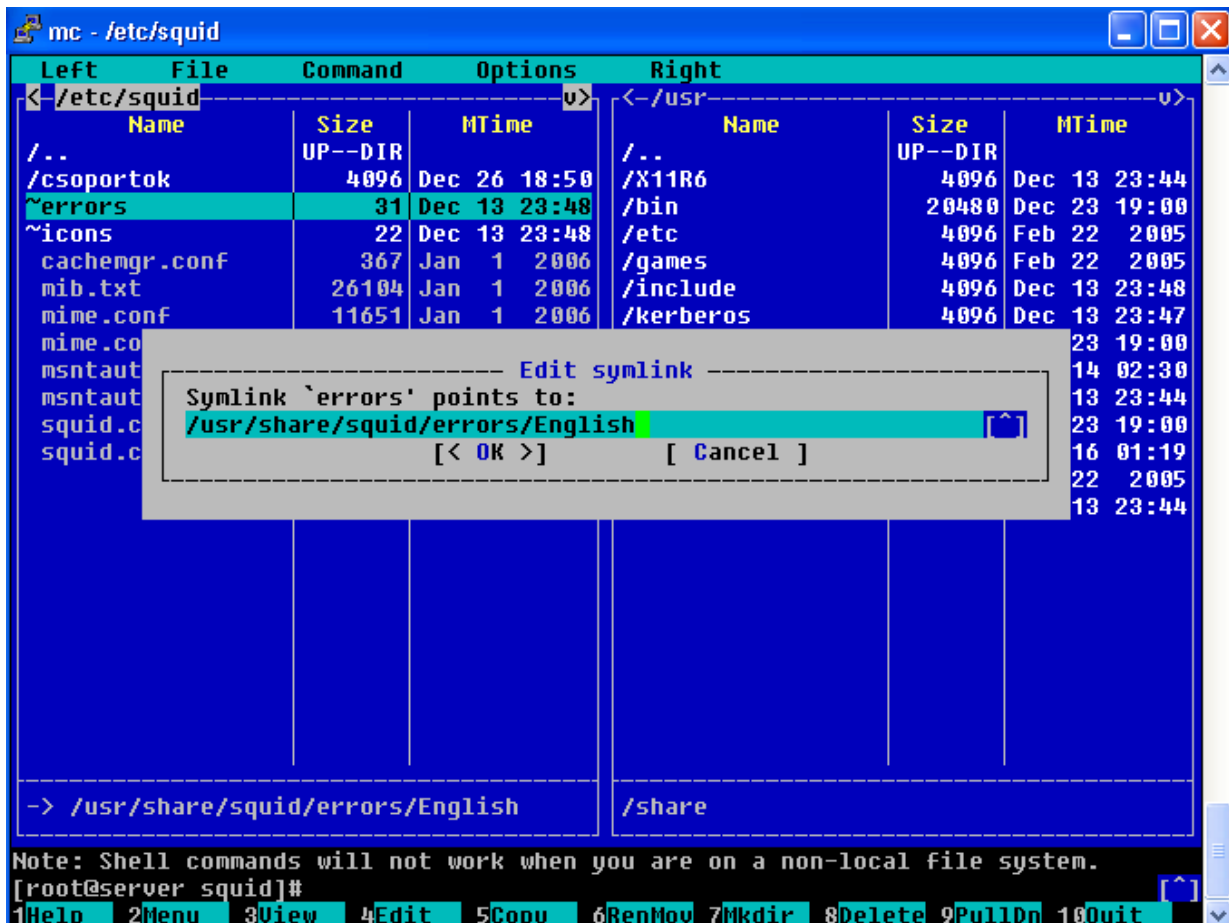 mc - /etc/squid
Left File Command Options Right
<-/etc/squid v> <-/usr v>
Name Size MTime Name Size MTime
/.. UP--DIR /.. UP--DIR
/csoportok 4096 Dec 26 18:50 /X11R6 4096 Dec 13 23:44
~errors 31 Dec 13 23:48 /bin 20480 Dec 23 19:00
~icons 22 Dec 13 23:48 /etc 4096 Feb 22 2005
cachemgr.conf 367 Jan 1 2006 /games 4096 Feb 22 2005
mib.txt 26104 Jan 1 2006 /include 4096 Dec 13 23:48
mime.conf 11651 Jan 1 2006 /kerberos 4096 Dec 13 23:47
mime.co 23 19:00
msntaut Edit symlink 14 02:30
msntaut Symlink `errors' points to: 13 23:44
squid.c /usr/share/squid/errors/English [^] 23 19:00
squid.c [< OK >] [ Cancel ] 16 01:19
22 2005
13 23:44
-> /usr/share/squid/errors/English /share
Note: Shell commands will not work when you are on a non-local file system.
[root@server squid]# [^]
1Help 2Menu 3View 4Edit 5Copy 6RenMov 7Mkdir 8Delete 9PullDn 10Quit